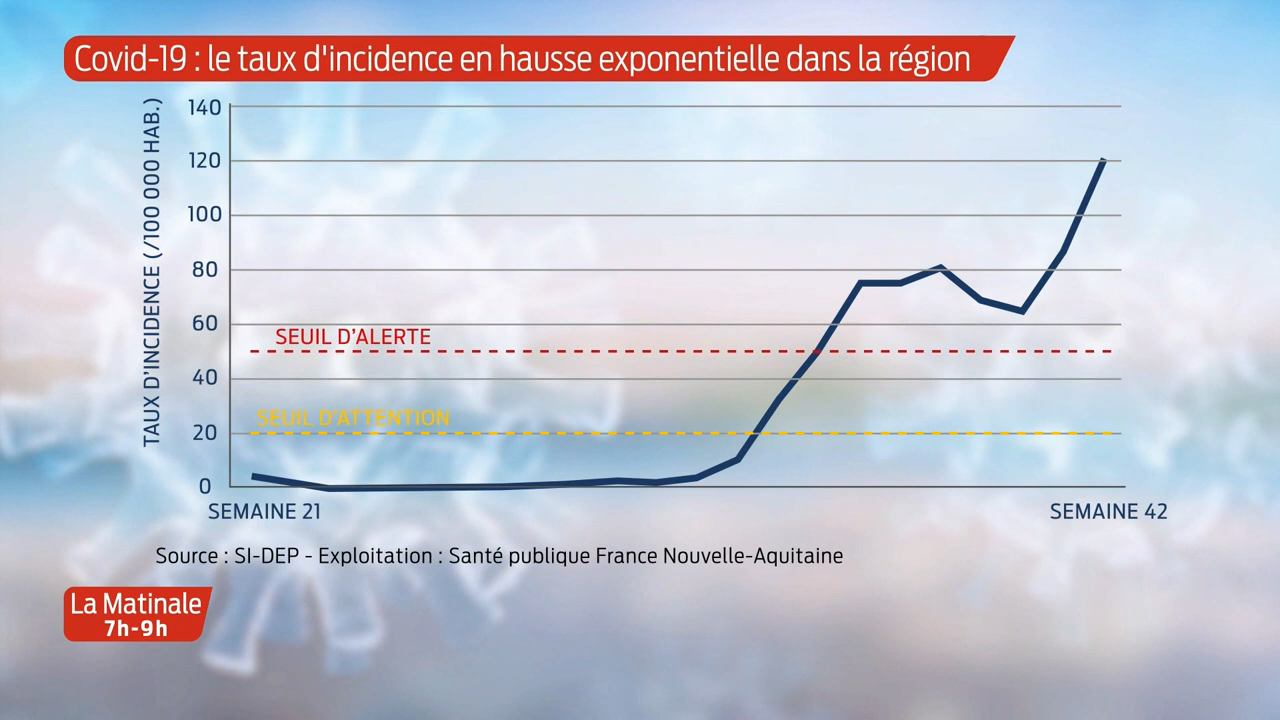 Covid-19 : le taux d'incidence en hausse exponentielle dans la région
TAUX D'INCIDENCE (/100 000 HAB.)
140
120
100
80
60
40
20
0
SEUIL D'ALERTE
SEUIL D'ATTENTION
SEMAINE 21
SEMAINE 42
Source : SI-DEP - Exploitation : Santé publique France Nouvelle-Aquitaine
La Matinale
7h-9h